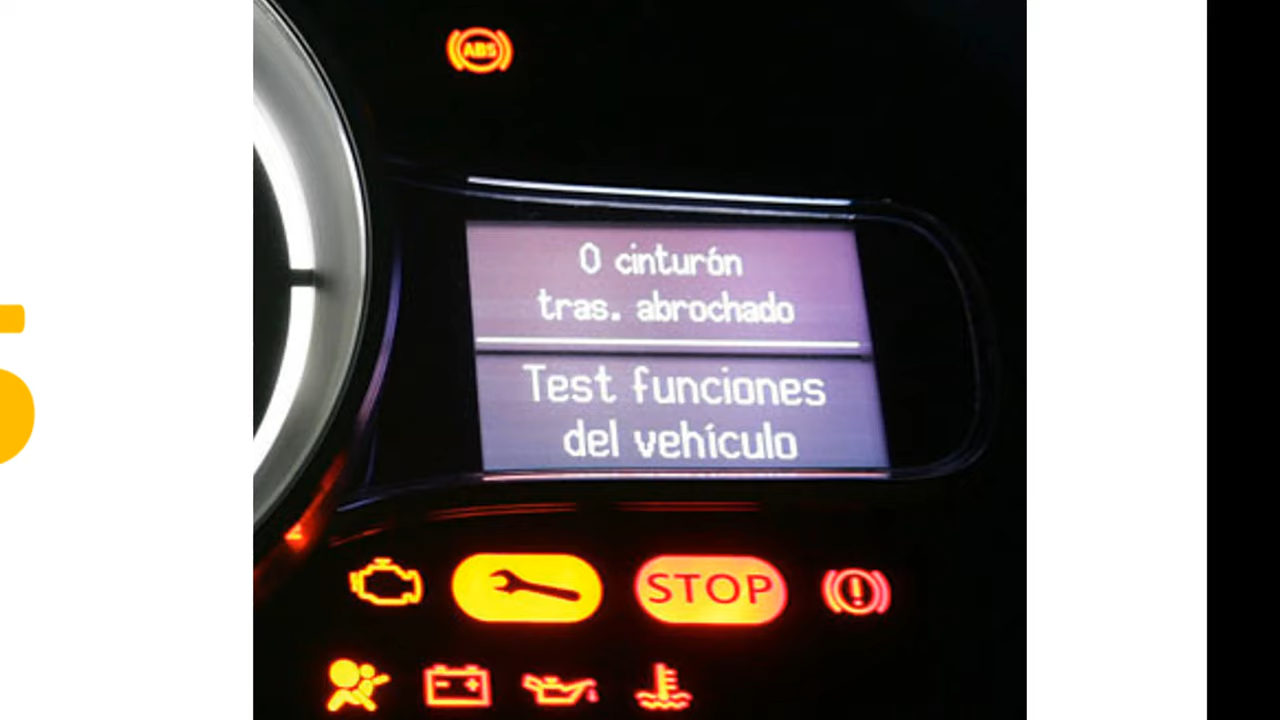 ABS
0 cinturón
tras. abrochado
Test funciones
del vehículo
STOP